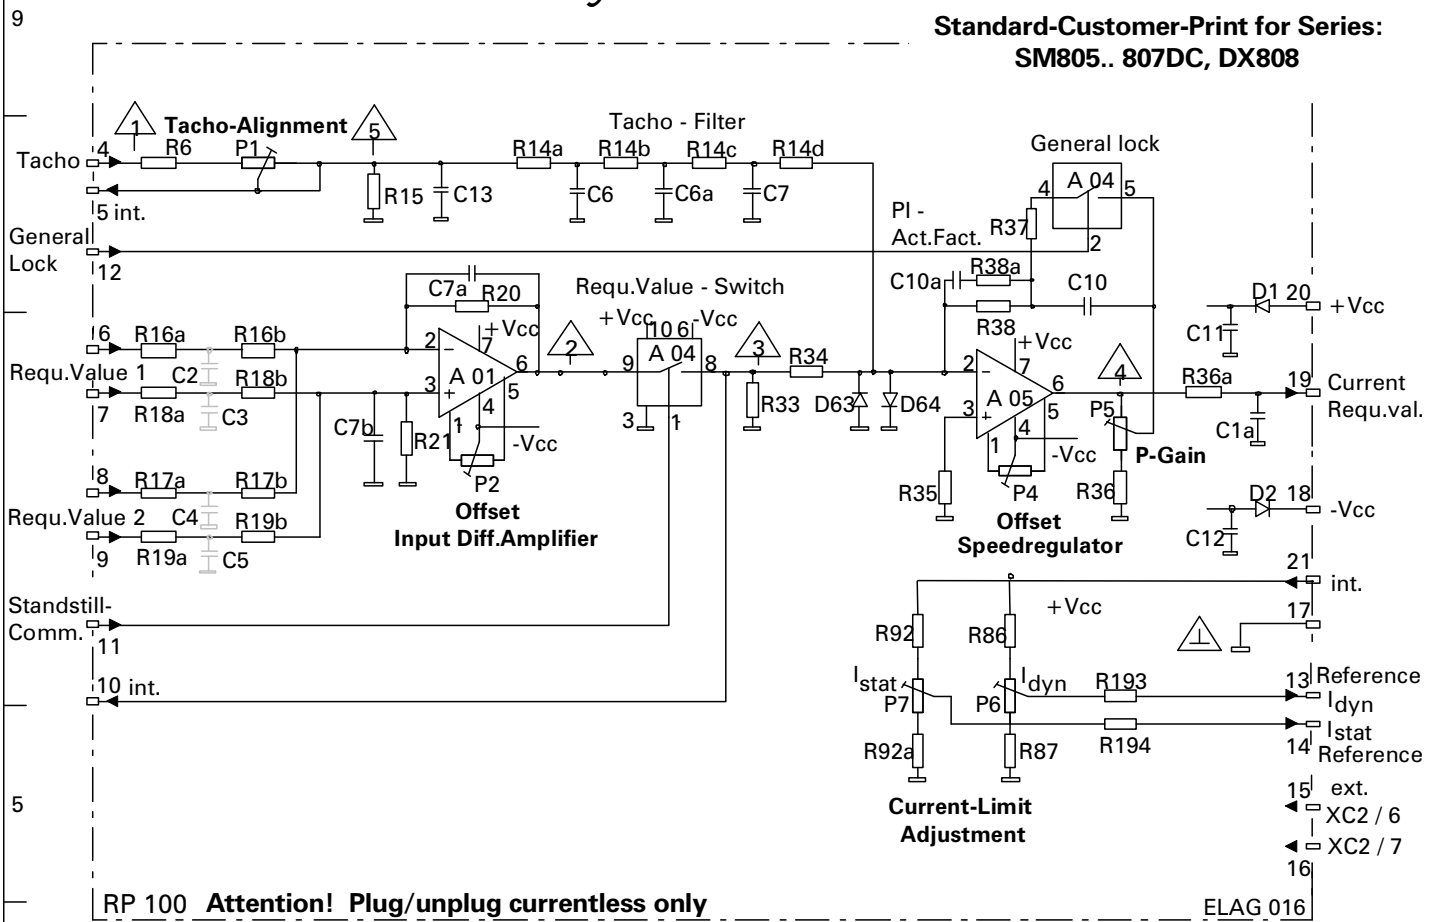 9
Standard-Customer-Print for Series:
SM805.. 807DC, DX808
1
Tacho-Alignment
5
Tacho - Filter
General lock
4
R6
P1
R14a
R14b
R14c
R14d
Tacho
A 04
4
5
R15
C13
C6
C6a
C7
5 int.
PI -
Act.Fact.
R37
2
General
Lock
12
C10a
R38a
C10
C7a
R20
Requ.Value - Switch
R38
D1
20
+Vcc
C11
+Vcc
10
6
-Vcc
6
R16a
R16b
2
7
+Vcc
6
2
9
A 04
8
3
R34
2
7
+Vcc
4
R36a
19
Current
Requ.val.
Requ.Value 1
C2
R18b
3
A 01
5
4
7
R18a
C3
C7b
R21
1
-Vcc
P2
3
1
R33
D63
D64
3
A 05
6
5
4
1
-Vcc
P5
P-Gain
C1a
8
R17a
R17b
C4
R35
P4
R36
D2
18
-Vcc
C12
Requ.Value 2
R19b
9
R19a
C5
Offset
Input Diff.Amplifier
Offset
Speedregulator
21
int.
+Vcc
17
Standstill-
Comm.
11
R92
R86
10 int.
Istat
P7
Idyn
P6
R193
13
Reference
Idyn
R194
14
Istat
Reference
R92a
R87
5
Current-Limit
Adjustment
15
ext.
XC2 / 6
XC2 / 7
16
RP 100
Attention! Plug/unplug currentless only
ELAG 016